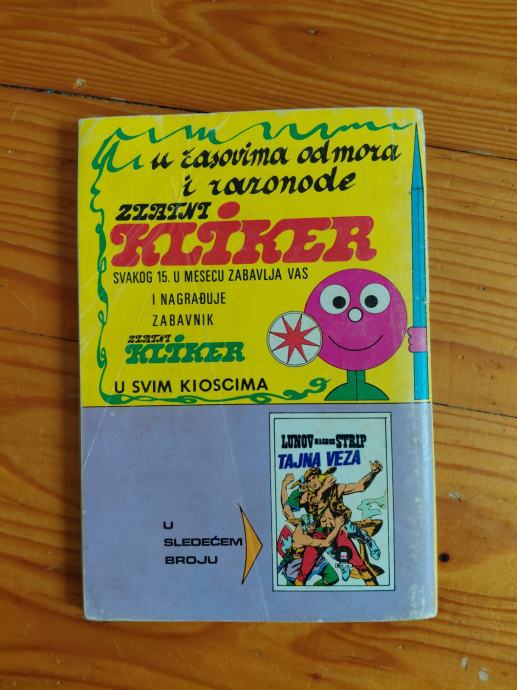 u časovima odmora
i razonode
ZLATNI
KLIKER
SVAKOG 15. U MESECU ZABAVLJA VAS
I NAGRAĐUJE
ZABAVNIK
ZLATNI
KLIKER
U SVIM KIOSCIMA
LUNOV MAGNUS STRIP
TAJNA VEZA
U
SLEDEĆEM
BROJU